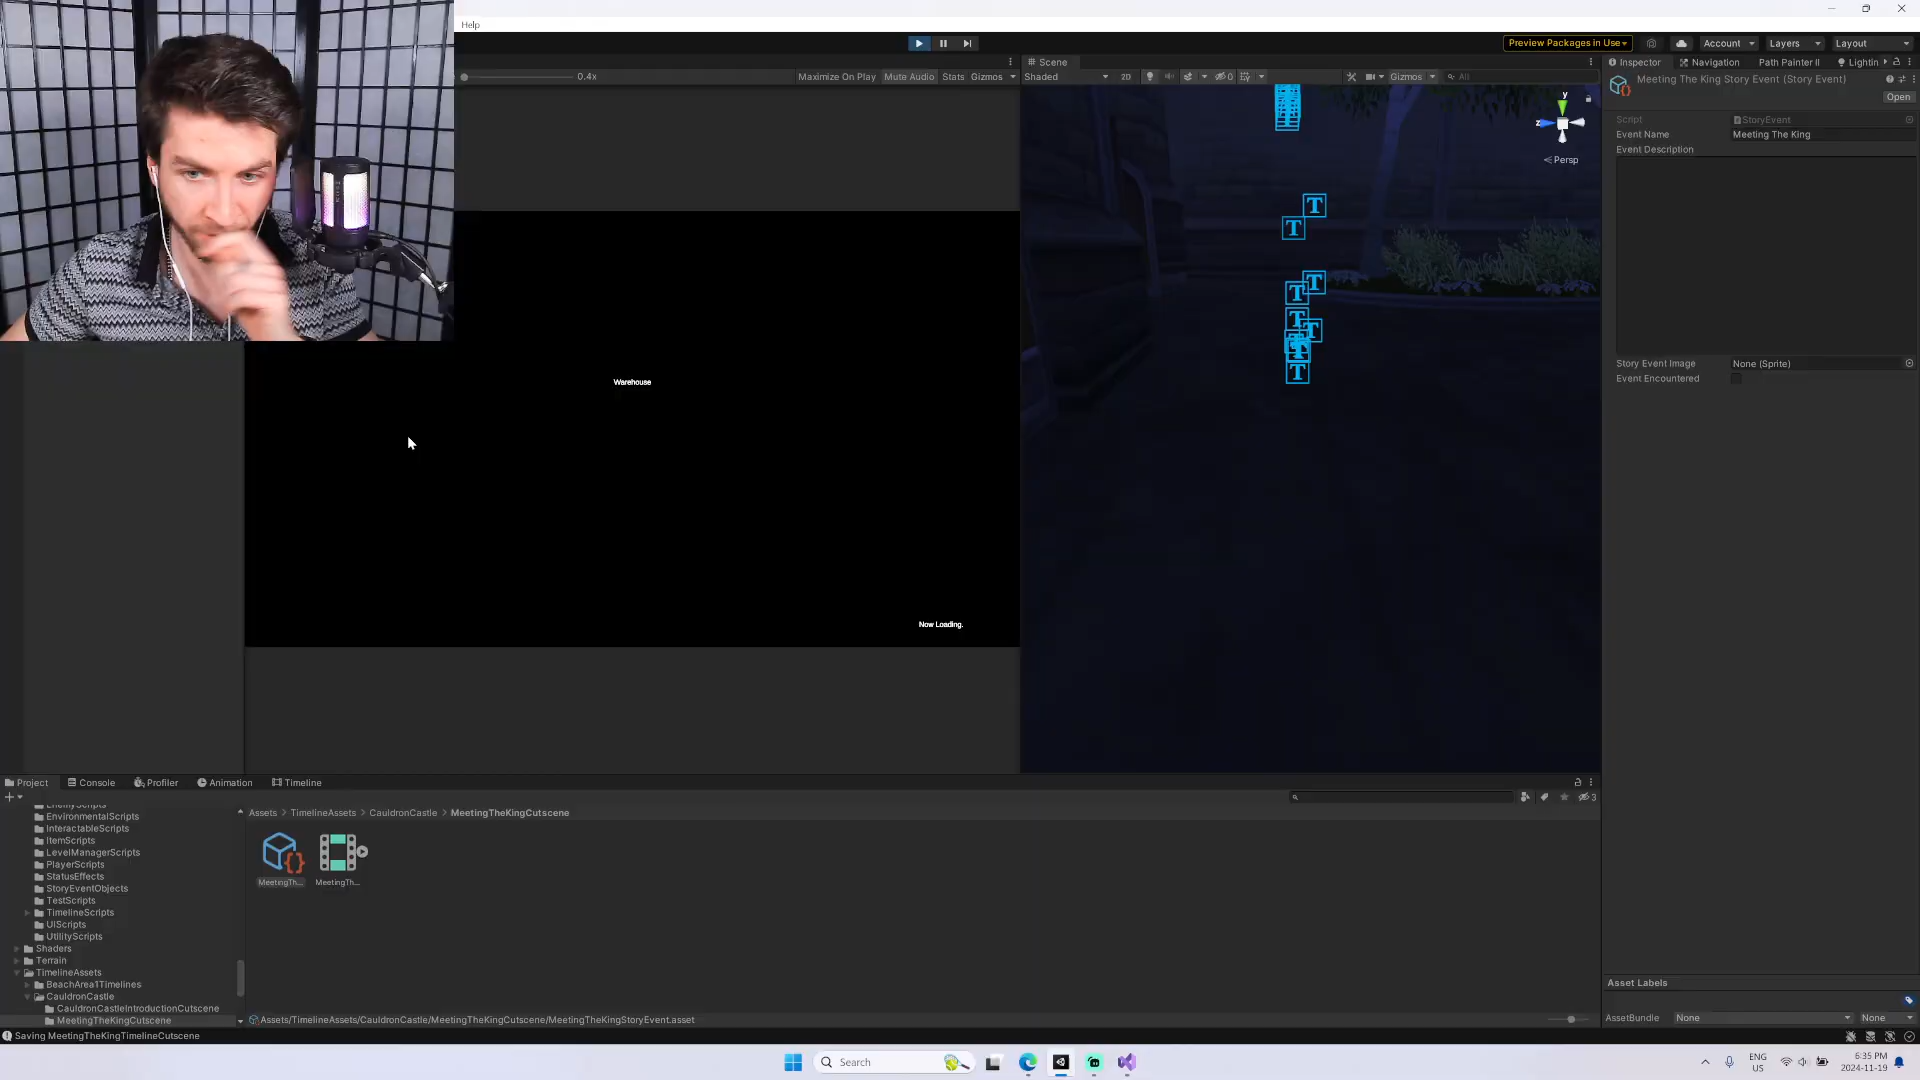 Help
Preview Packages in Use
Account
Layers
Layout
0.4x
Maximize On Play
Mute Audio
Stats
Gizmos
Scene
Shaded
2D
0
Gizmos
All
y
z
Persp
T
T
T
T
T
T
T
T
Warehouse
Now Loading.
Inspector
Navigation
Path Painter II
Lightin
Meeting The King Story Event (Story Event)
Open
Script
StoryEvent
Event Name
Meeting The King
Event Description
Story Event Image
None (Sprite)
Event Encountered
Asset Labels
AssetBundle
None
None
Project
Console
Profiler
Animation
Timeline
3
EnemyScripts
EnvironmentalScripts
InteractableScripts
ItemScripts
LevelManagerScripts
PlayerScripts
StatusEffects
StoryEventObjects
TestScripts
TimelineScripts
UIScripts
UtilityScripts
Shaders
Terrain
TimelineAssets
BeachArea1Timelines
CauldronCastle
CauldronCastleIntroductionCutscene
MeetingTheKingCutscene
Assets > TimelineAssets > CauldronCastle > MeetingTheKingCutscene
MeetingTh...
MeetingTh...
Assets/TimelineAssets/CauldronCastle/MeetingTheKingCutscene/MeetingTheKingStoryEvent.asset
Saving MeetingTheKingTimelineCutscene
Search
ENG
US
6:35 PM
2024-11-19